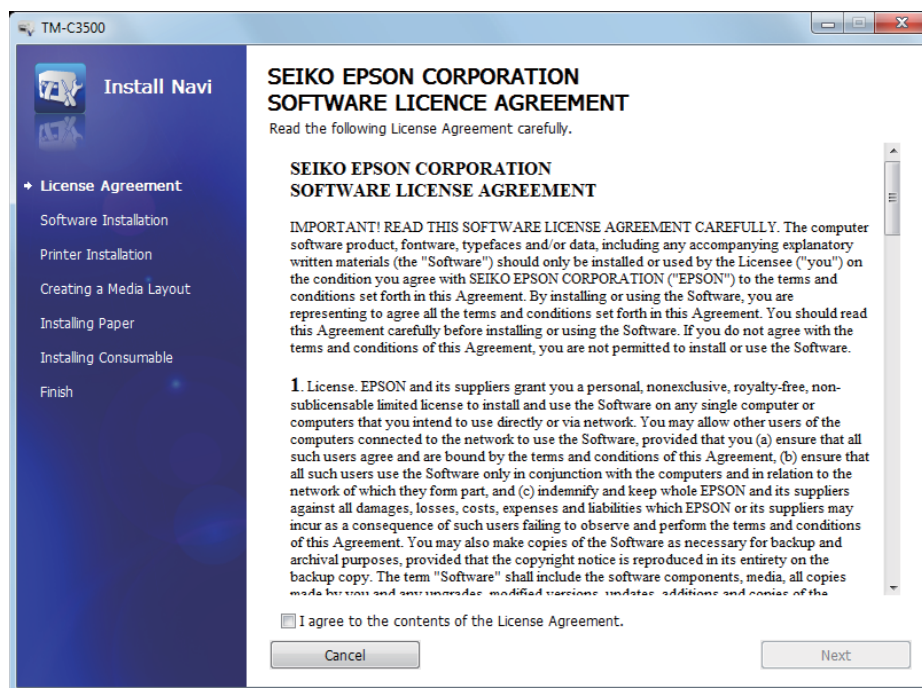 TM-C3500
Install Navi
License Agreement
Software Installation
Printer Installation
Creating a Media Layout
Installing Paper
Installing Consumable
Finish
SEIKO EPSON CORPORATION
SOFTWARE LICENCE AGREEMENT
Read the following License Agreement carefully.
SEIKO EPSON CORPORATION
SOFTWARE LICENSE AGREEMENT
IMPORTANT! READ THIS SOFTWARE LICENSE AGREEMENT CAREFULLY. The computer
software product, fontware, typefaces and/or data, including any accompanying explanatory
written materials (the "Software") should only be installed or used by the Licensee ("you") on
the condition you agree with SEIKO EPSON CORPORATION ("EPSON") to the terms and
conditions set forth in this Agreement. By installing or using the Software, you are
representing to agree all the terms and conditions set forth in this Agreement. You should read
this Agreement carefully before installing or using the Software. If you do not agree with the
terms and conditions of this Agreement, you are not permitted to install or use the Software.
1. License. EPSON and its suppliers grant you a personal, nonexclusive, royalty-free, non-
sublicensable limited license to install and use the Software on any single computer or
computers that you intend to use directly or via network. You may allow other users of the
computers connected to the network to use the Software, provided that you (a) ensure that all
such users agree and are bound by the terms and conditions of this Agreement, (b) ensure that
all such users use the Software only in conjunction with the computers and in relation to the
network of which they form part, and (c) indemnify and keep whole EPSON and its suppliers
against all damages, losses, costs, expenses and liabilities which EPSON or its suppliers may
incur as a consequence of such users failing to observe and perform the terms and conditions
of this Agreement. You may also make copies of the Software as necessary for backup and
archival purposes, provided that the copyright notice is reproduced in its entirety on the
backup copy. The term "Software" shall include the software components, media, all copies
made by you and any upgrades, modified versions, updates, additions and copies of the
I agree to the contents of the License Agreement.
Cancel
Next